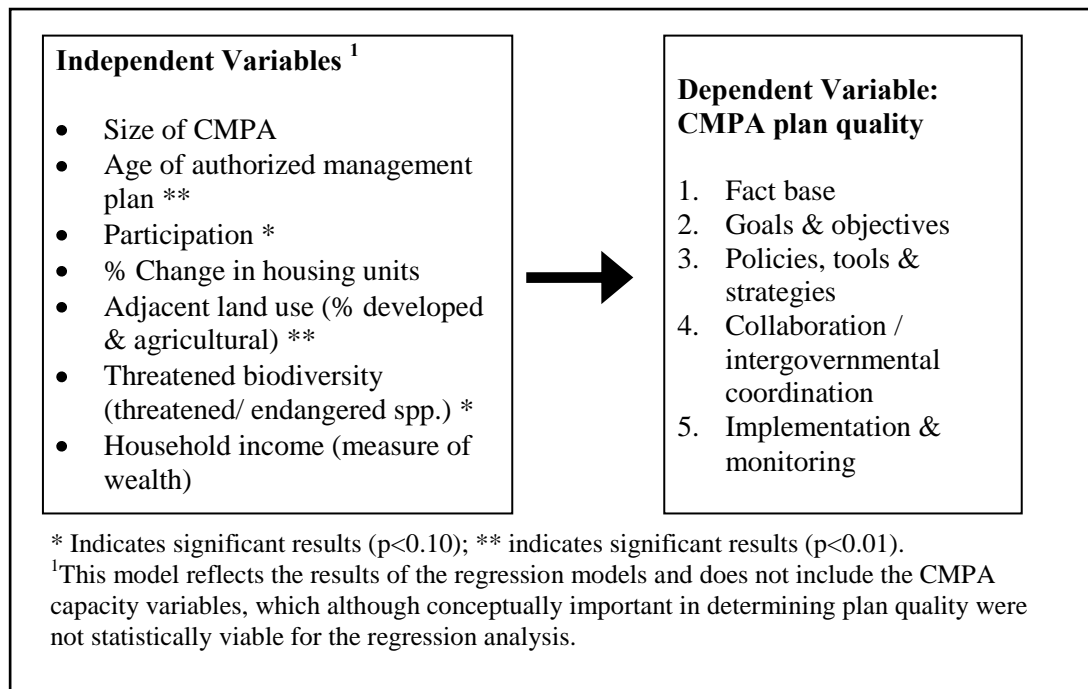 Independent Variables 1
• Size of CMPA
• Age of authorized management
plan **
• Participation *
• % Change in housing units
• Adjacent land use (% developed
& agricultural) **
• Threatened biodiversity
(threatened/ endangered spp.) *
• Household income (measure of
wealth)
Dependent Variable:
CMPA plan quality
1. Fact base
2. Goals & objectives
3. Policies, tools &
strategies
4. Collaboration /
intergovernmental
coordination
5. Implementation &
monitoring
* Indicates significant results (p<0.10); ** indicates significant results (p<0.01).
1This model reflects the results of the regression models and does not include the CMPA
capacity variables, which although conceptually important in determining plan quality were
not statistically viable for the regression analysis.